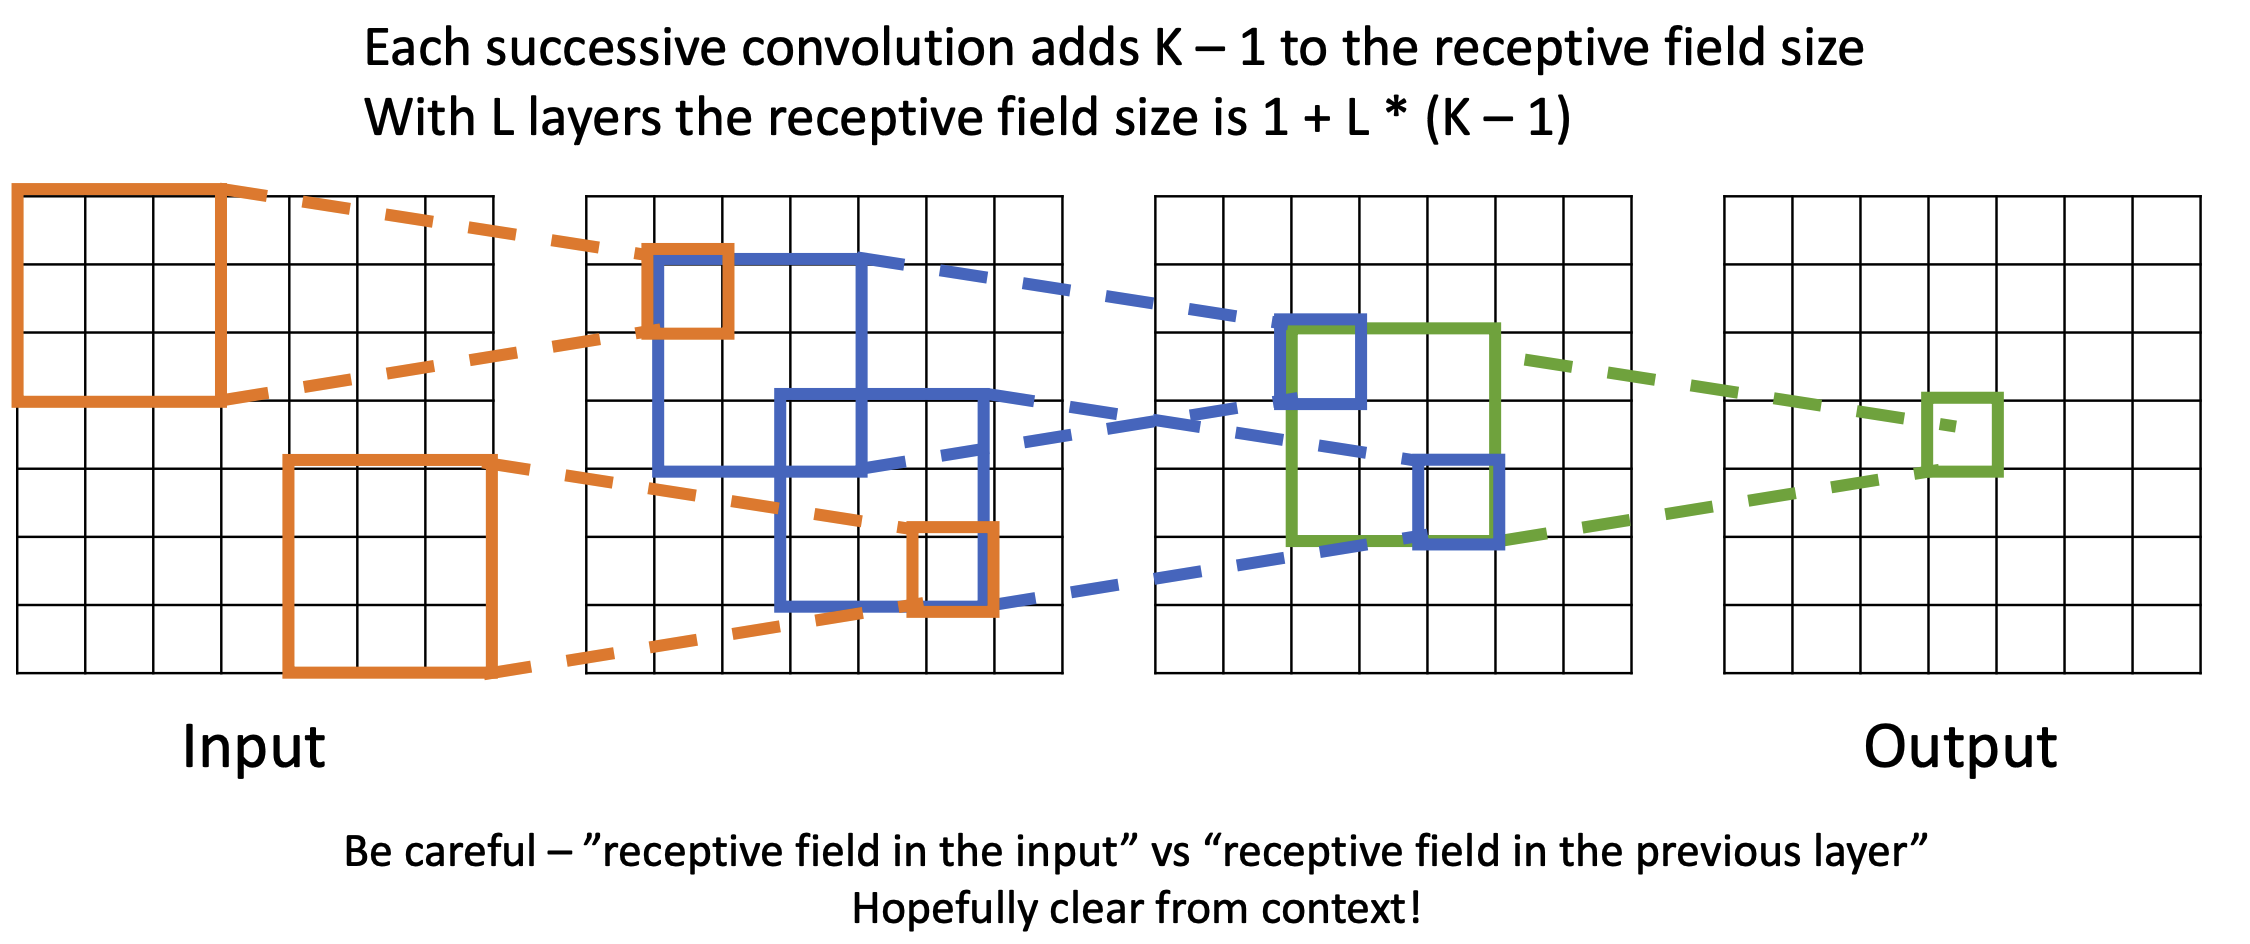 Each successive convolution adds K – 1 to the receptive field size
With L layers the receptive field size is 1 + L * (K – 1)
Input
Output
Be careful – ”receptive field in the input” vs “receptive field in the previous layer”
Hopefully clear from context!